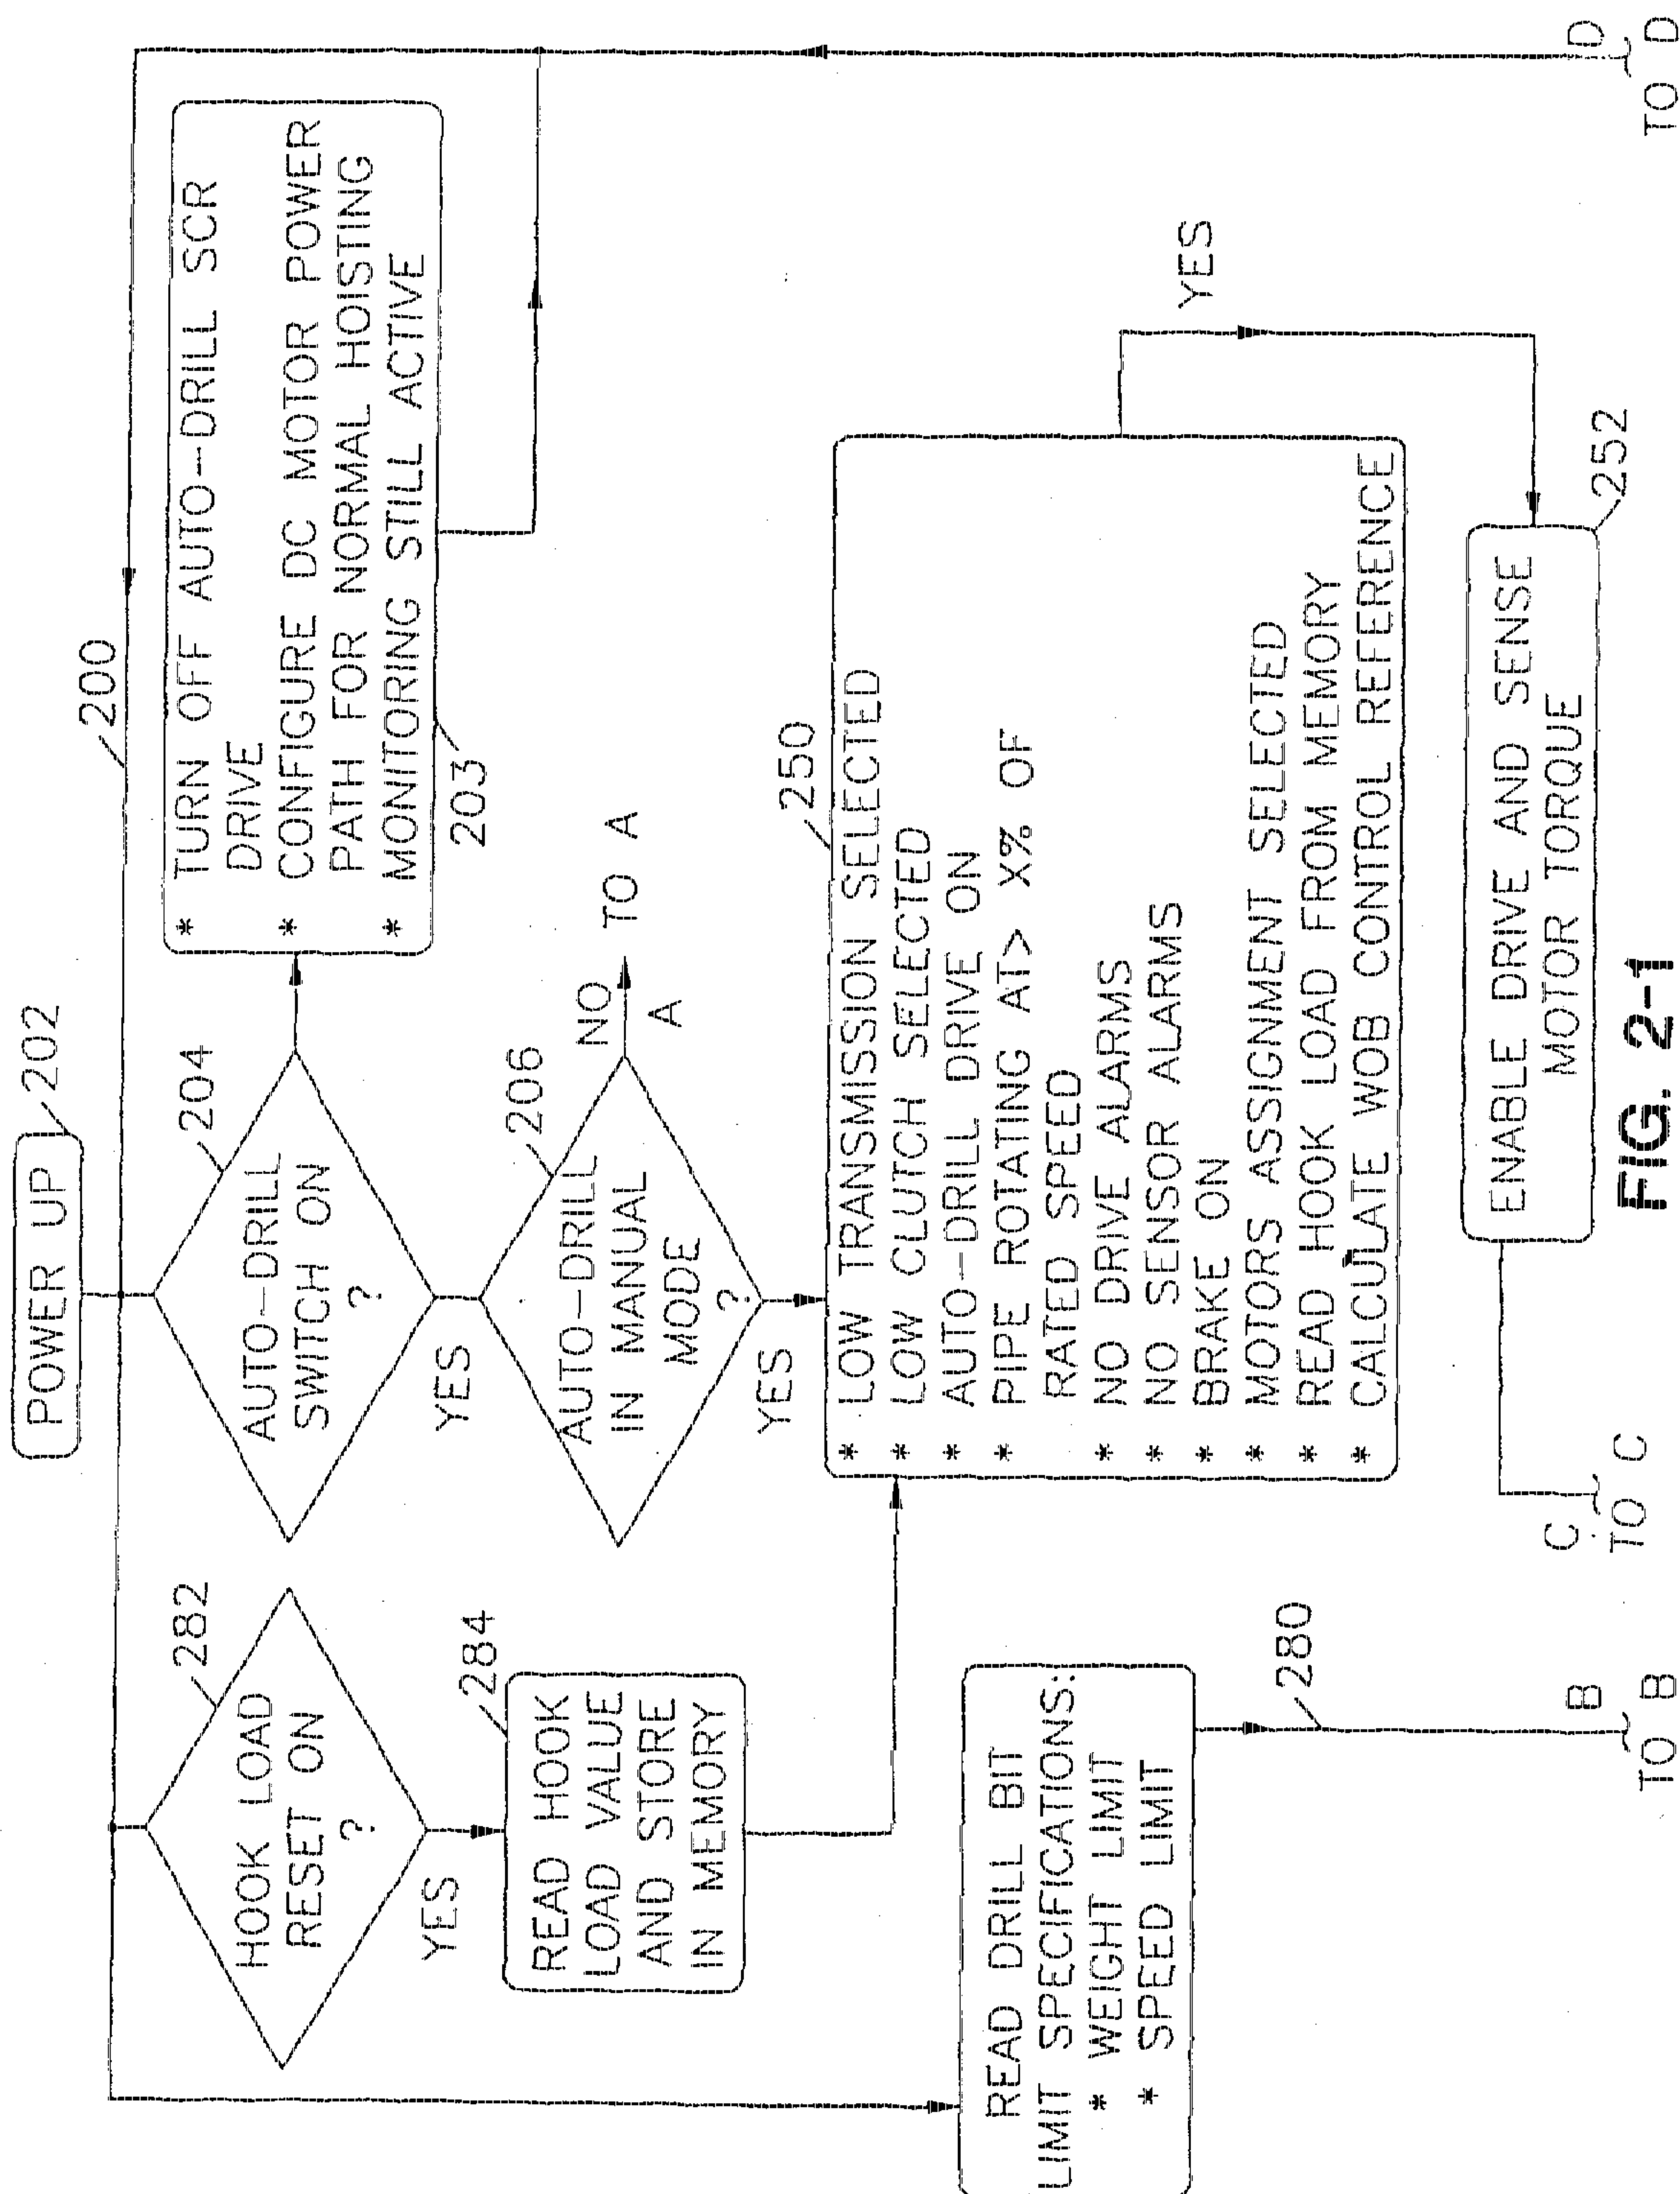 POWER UP
202
200
HOOK LOAD
RESET ON
?
282
YES
READ HOOK
LOAD VALUE
AND STORE
IN MEMORY
284
AUTO-DRILL
SWITCH ON
?
204
YES
* TURN OFF AUTO-DRILL SCR
DRIVE
* CONFIGURE DC MOTOR POWER
PATH FOR NORMAL HOISTING
* MONITORING STILL ACTIVE
203
AUTO-DRILL
IN MANUAL
MODE
?
206
NO
A
TO A
YES
250
* LOW TRANSMISSION SELECTED
* LOW CLUTCH SELECTED
* AUTO-DRILL DRIVE ON
* PIPE ROTATING AT> X% OF
RATED SPEED
* NO DRIVE ALARMS
* NO SENSOR ALARMS
* BRAKE ON
* MOTORS ASSIGNMENT SELECTED
* READ HOOK LOAD FROM MEMORY
* CALCULATE WOB CONTROL REFERENCE
YES
READ DRILL BIT
LIMIT SPECIFICATIONS:
* WEIGHT LIMIT
* SPEED LIMIT
280
B
TO B
ENABLE DRIVE AND SENSE
MOTOR TORQUE
252
C
TO C
D
TO D
FIG. 2-1